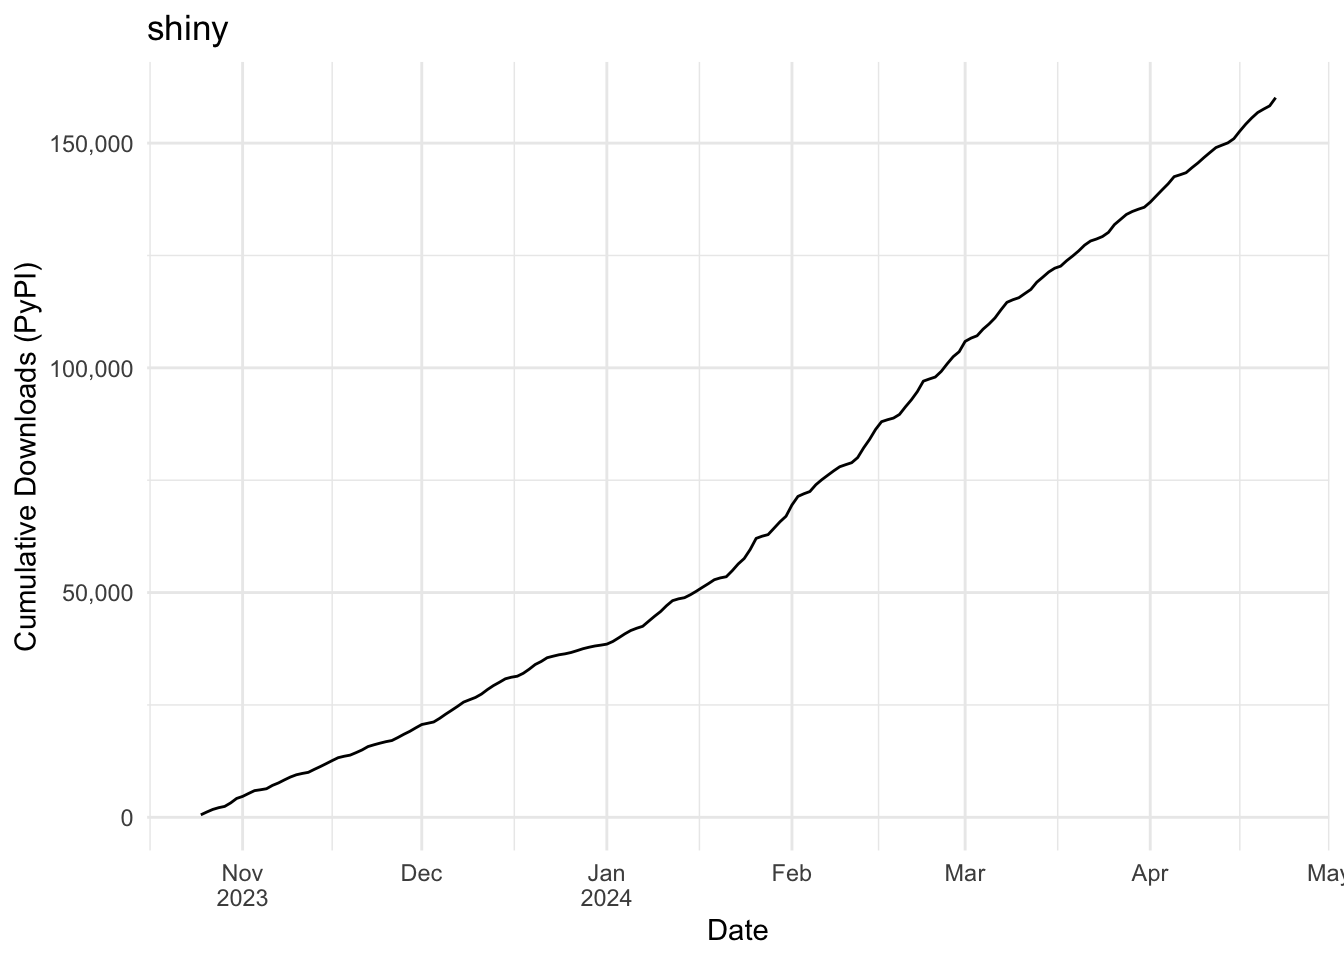 shiny
Cumulative Downloads (PyPI)
150,000
100,000
50,000
0
Nov
2023
Dec
Jan
2024
Feb
Mar
Apr
May
Date